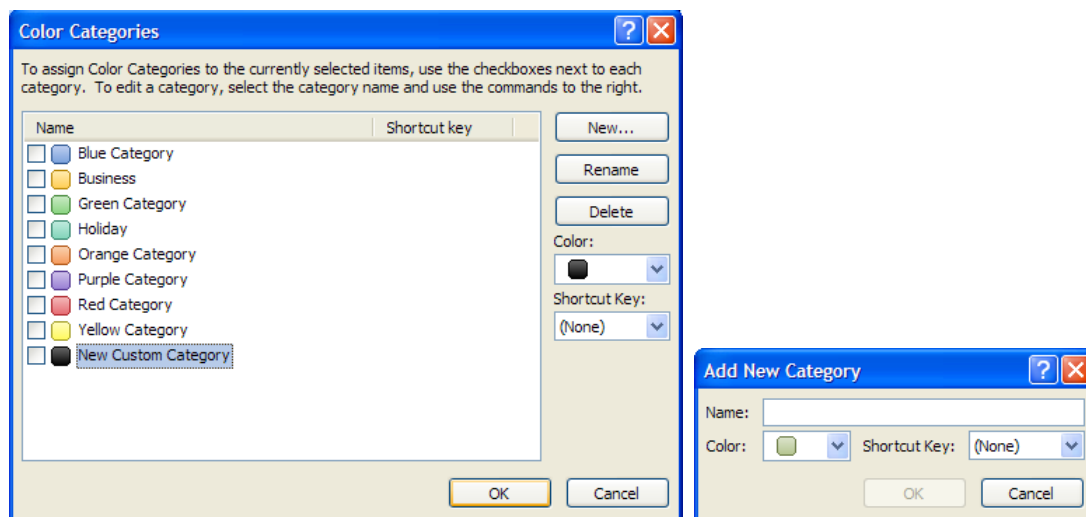 Color Categories
To assign Color Categories to the currently selected items, use the checkboxes next to each
category. To edit a category, select the category name and use the commands to the right.
Name Shortcut key
Blue Category
Business
Green Category
Holiday
Orange Category
Purple Category
Red Category
Yellow Category
New Custom Category
New...
Rename
Delete
Color:
Shortcut Key:
(None)
OK Cancel
Add New Category
Name:
Color: Shortcut Key: (None)
OK Cancel